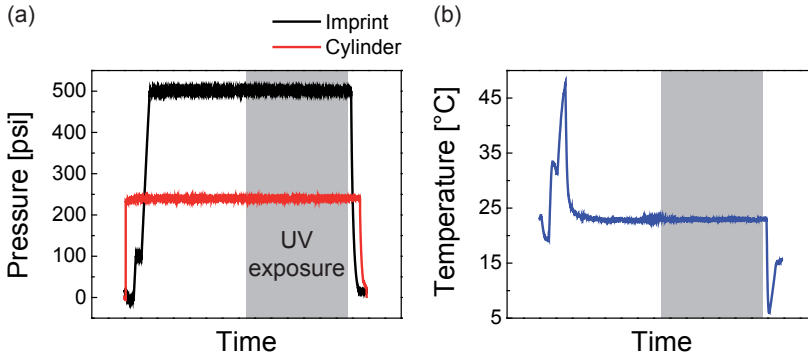 (a)
Imprint
Cylinder
Pressure [psi]
500
400
300
200
100
0
UV
exposure
Time
(b)
Temperature [°C]
45
35
25
15
5
Time